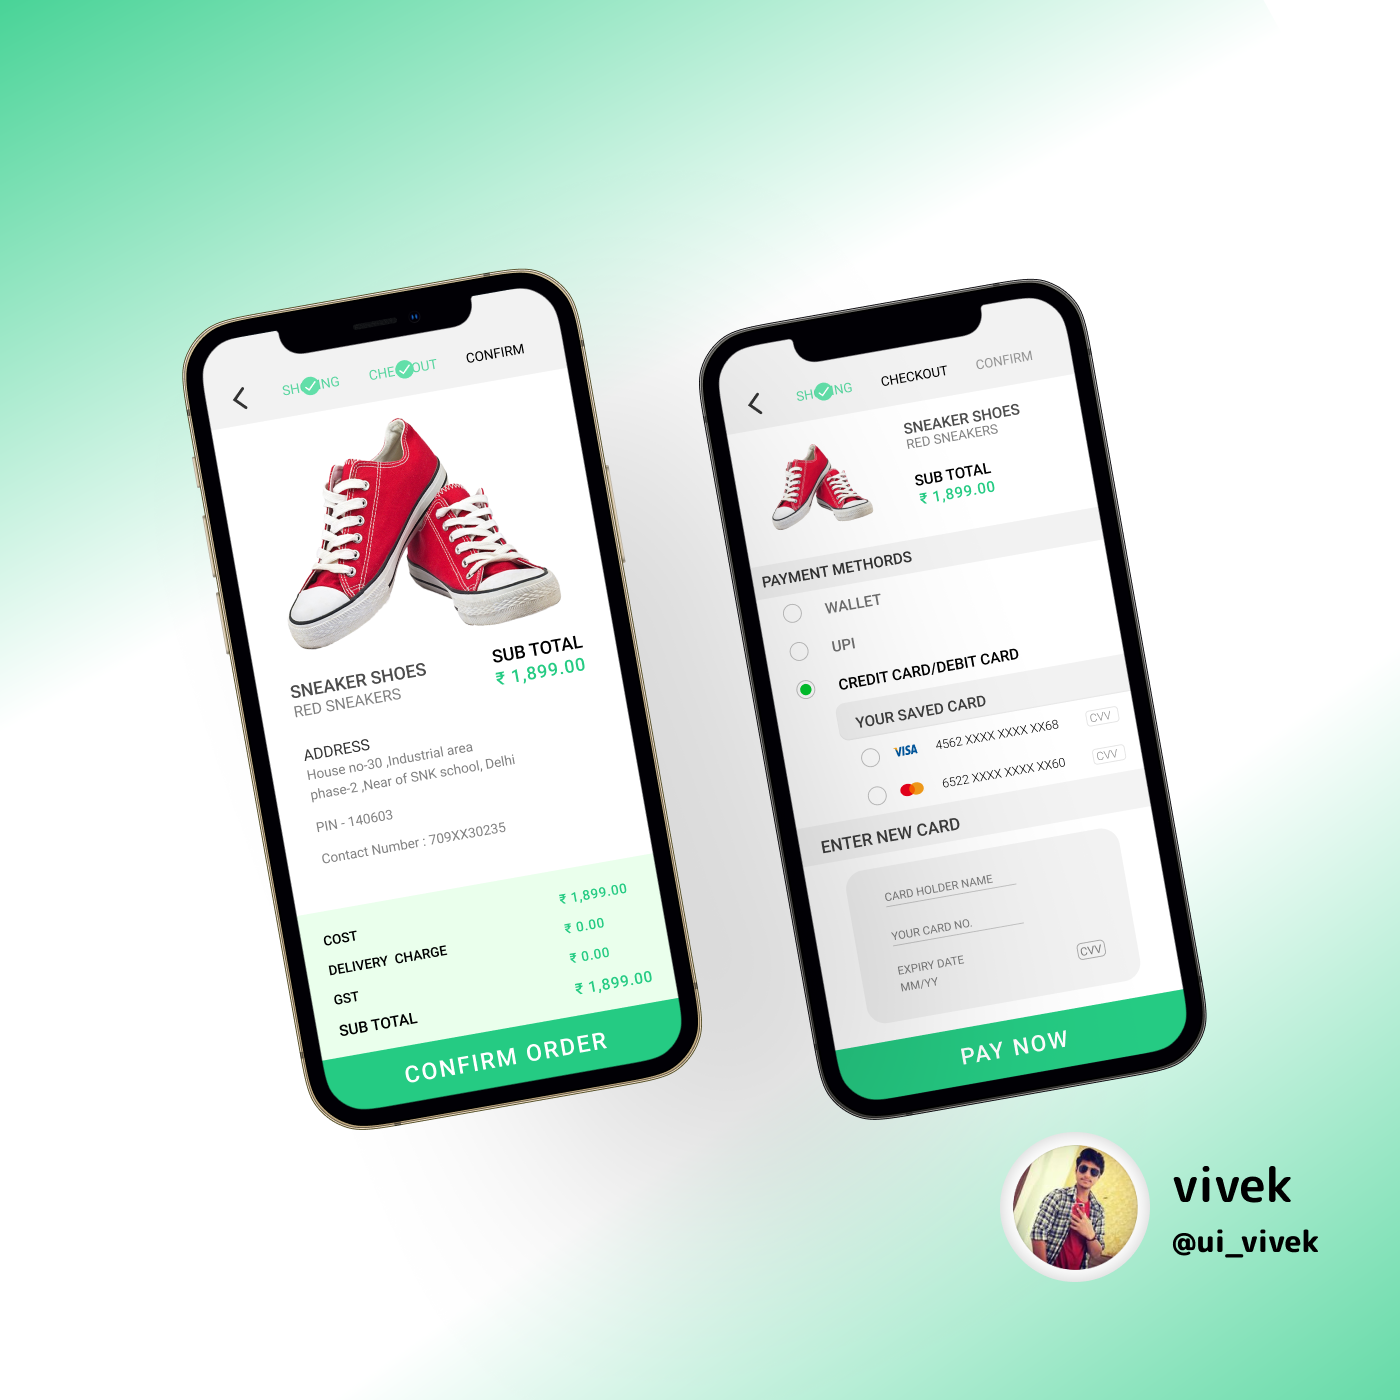 SH ING CHE OUT CONFIRM
SNEAKER SHOES
RED SNEAKERS
SUB TOTAL
₹ 1,899.00
ADDRESS
House no-30 ,Industrial area
phase-2 ,Near of SNK school, Delhi
PIN - 140603
Contact Number : 709XX30235
COST ₹ 1,899.00
DELIVERY CHARGE ₹ 0.00
GST ₹ 0.00
SUB TOTAL ₹ 1,899.00
CONFIRM ORDER
SH ING CHECKOUT CONFIRM
SNEAKER SHOES
RED SNEAKERS
SUB TOTAL
₹ 1,899.00
PAYMENT METHORDS
WALLET
UPI
CREDIT CARD/DEBIT CARD
YOUR SAVED CARD
VISA 4562 XXXX XXXX XX68 CVV
6522 XXXX XXXX XX60 CVV
ENTER NEW CARD
CARD HOLDER NAME
YOUR CARD NO.
EXPIRY DATE
MM/YY
CVV
PAY NOW
vivek
@ui_vivek